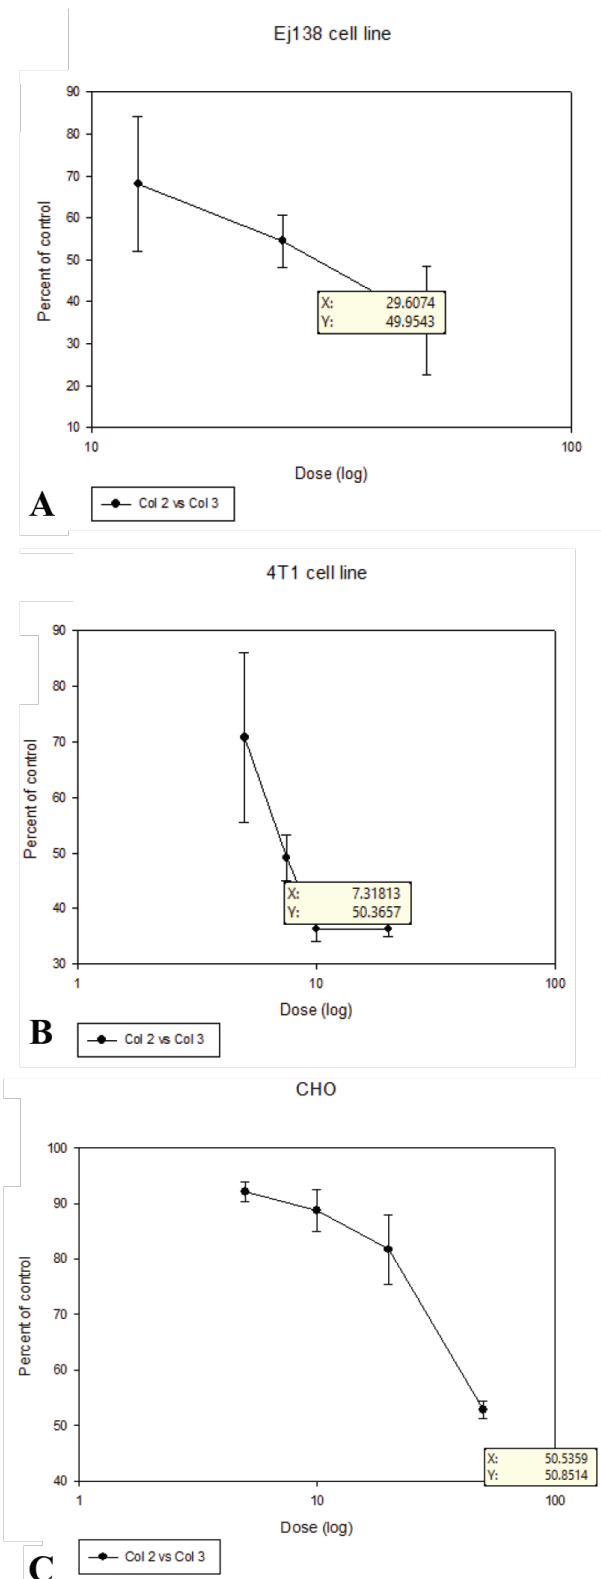 Ej138 cell line
90
80
70
60
50
40
30
20
10
Percent of control
X: 29.6074
Y: 49.9543
10 100
Dose (log)
Col 2 vs Col 3
A
4T1 cell line
90
80
70
60
50
40
30
Percent of control
X: 7.31813
Y: 50.3657
1 10 100
Dose (log)
Col 2 vs Col 3
B
CHO
100
90
80
70
60
50
40
Percent of control
X: 50.5359
Y: 50.8514
1 10 100
Dose (log)
Col 2 vs Col 3
C